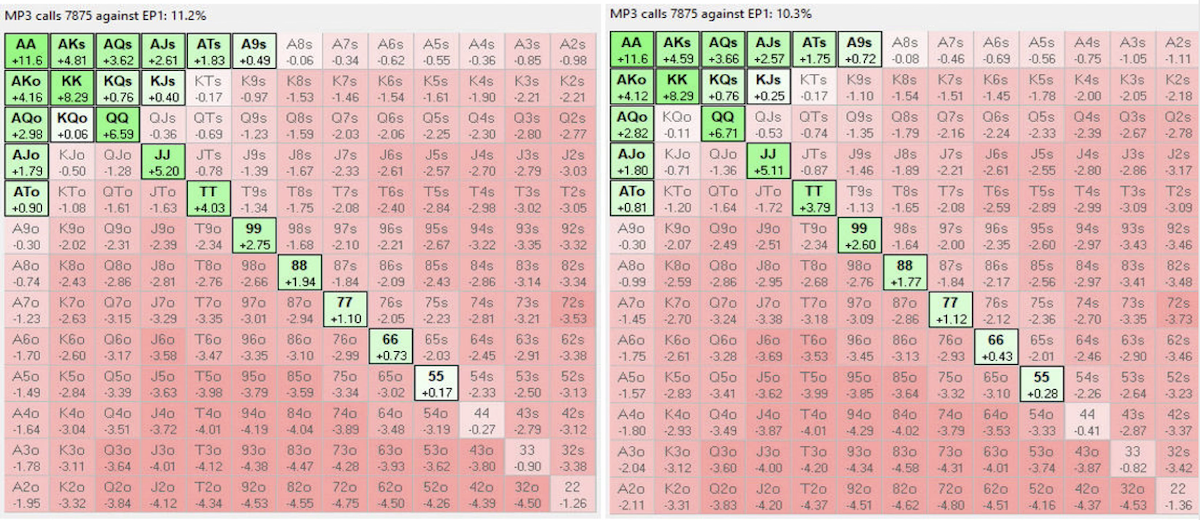 MP3 calls 7875 against EP1: 11.2%
AA AKs AQs AJs ATs A9s A8s A7s A6s A5s A4s A3s A2s
+11.6 +4.81 +3.62 +2.61 +1.83 +0.49 -0.06 -0.34 -0.62 -0.55 -0.36 -0.85 -0.98
AKo KK KQs KJs KTs K9s K8s K7s K6s K5s K4s K3s K2s
+4.16 +8.29 +0.76 +0.40 -0.17 -0.97 -1.53 -1.46 -1.54 -1.61 -1.90 -2.21 -2.21
AQo KQo QQ QJs QTs Q9s Q8s Q7s Q6s Q5s Q4s Q3s Q2s
+2.98 +0.06 +6.59 -0.36 -0.69 -1.23 -1.59 -2.03 -2.06 -2.25 -2.30 -2.80 -2.77
AJo KJo QJo JJ JTs J9s J8s J7s J6s J5s J4s J3s J2s
+1.79 -0.50 -1.28 +5.20 -0.78 -1.39 -1.67 -2.33 -2.61 -2.57 -2.70 -2.79 -3.03
ATo KTo QTo JTo TT T9s T8s T7s T6s T5s T4s T3s T2s
+0.90 -1.08 -1.61 -1.63 +4.03 -1.34 -1.75 -2.08 -2.40 -2.84 -2.98 -3.02 -3.05
A9o K9o Q9o J9o T9o 99 98s 97s 96s 95s 94s 93s 92s
-0.30 -2.02 -2.31 -2.39 -2.34 +2.75 -1.68 -2.10 -2.21 -2.67 -3.22 -3.35 -3.32
A8o K8o Q8o J8o T8o 98o 88 87s 86s 85s 84s 83s 82s
-0.74 -2.43 -2.86 -2.81 -2.76 -2.66 +1.94 -1.84 -2.09 -2.43 -2.86 -3.14 -3.34
A7o K7o Q7o J7o T7o 97o 87o 77 76s 75s 74s 73s 72s
-1.23 -2.63 -3.15 -3.29 -3.35 -3.01 -2.94 +1.10 -2.05 -2.23 -2.81 -3.21 -3.53
A6o K6o Q6o J6o T6o 96o 86o 76o 66 65s 64s 63s 62s
-1.70 -2.60 -3.17 -3.58 -3.47 -3.35 -3.10 -2.99 +0.73 -2.03 -2.45 -2.91 -3.38
A5o K5o Q5o J5o T5o 95o 85o 75o 65o 55 54s 53s 52s
-1.49 -2.84 -3.39 -3.63 -3.98 -3.79 -3.59 -3.34 -3.02 +0.17 -2.33 -2.50 -3.13
A4o K4o Q4o J4o T4o 94o 84o 74o 64o 54o 44 43s 42s
-1.64 -3.04 -3.51 -3.72 -4.01 -4.19 -4.04 -3.89 -3.48 -3.19 -0.27 -2.79 -3.12
A3o K3o Q3o J3o T3o 93o 83o 73o 63o 53o 43o 33 32s
-1.78 -3.11 -3.64 -4.01 -4.12 -4.38 -4.47 -4.28 -3.93 -3.62 -3.80 -0.90 -3.38
A2o K2o Q2o J2o T2o 92o 82o 72o 62o 52o 42o 32o 22
-1.95 -3.32 -3.84 -4.12 -4.34 -4.53 -4.55 -4.75 -4.50 -4.26 -4.39 -4.50 -1.26
MP3 calls 7875 against EP1: 10.3%
AA AKs AQs AJs ATs A9s A8s A7s A6s A5s A4s A3s A2s
+11.6 +4.59 +3.66 +2.57 +1.75 +0.72 -0.08 -0.46 -0.69 -0.56 -0.75 -1.05 -1.11
AKo KK KQs KJs KTs K9s K8s K7s K6s K5s K4s K3s K2s
+4.12 +8.29 +0.76 +0.25 -0.17 -1.10 -1.54 -1.51 -1.45 -1.78 -2.00 -2.05 -2.18
AQo KQo QQ QJs QTs Q9s Q8s Q7s Q6s Q5s Q4s Q3s Q2s
+2.82 -0.11 +6.71 -0.53 -0.74 -1.35 -1.79 -2.16 -2.24 -2.33 -2.39 -2.67 -2.78
AJo KJo QJo JJ JTs J9s J8s J7s J6s J5s J4s J3s J2s
+1.80 -0.71 -1.36 +5.11 -0.87 -1.46 -1.89 -2.21 -2.61 -2.55 -2.80 -2.86 -3.17
ATo KTo QTo JTo TT T9s T8s T7s T6s T5s T4s T3s T2s
+0.81 -1.20 -1.64 -1.72 +3.79 -1.13 -1.65 -2.08 -2.59 -2.89 -2.99 -3.09 -3.09
A9o K9o Q9o J9o T9o 99 98s 97s 96s 95s 94s 93s 92s
-0.30 -2.07 -2.49 -2.51 -2.34 +2.60 -1.64 -2.00 -2.35 -2.60 -2.97 -3.43 -3.46
A8o K8o Q8o J8o T8o 98o 88 87s 86s 85s 84s 83s 82s
-0.99 -2.59 -2.86 -2.95 -2.68 -2.76 +1.77 -1.84 -2.17 -2.56 -2.97 -3.41 -3.48
A7o K7o Q7o J7o T7o 97o 87o 77 76s 75s 74s 73s 72s
-1.45 -2.70 -3.24 -3.38 -3.18 -3.09 -2.86 +1.12 -2.12 -2.36 -2.70 -3.35 -3.73
A6o K6o Q6o J6o T6o 96o 86o 76o 66 65s 64s 63s 62s
-1.75 -2.61 -3.28 -3.69 -3.53 -3.45 -3.13 -2.93 +0.43 -2.01 -2.46 -2.90 -3.46
A5o K5o Q5o J5o T5o 95o 85o 75o 65o 55 54s 53s 52s
-1.57 -2.83 -3.41 -3.62 -3.99 -3.85 -3.64 -3.32 -3.10 +0.28 -2.26 -2.64 -3.23
A4o K4o Q4o J4o T4o 94o 84o 74o 64o 54o 44 43s 42s
-1.80 -2.93 -3.49 -3.87 -4.01 -4.29 -4.02 -3.79 -3.53 -3.33 -0.41 -2.87 -3.37
A3o K3o Q3o J3o T3o 93o 83o 73o 63o 53o 43o 33 32s
-2.04 -3.12 -3.60 -4.00 -4.20 -4.34 -4.58 -4.31 -4.01 -3.74 -3.87 -0.82 -3.42
A2o K2o Q2o J2o T2o 92o 82o 72o 62o 52o 42o 32o 22
-2.11 -3.31 -3.83 -4.20 -4.37 -4.51 -4.62 -4.80 -4.51 -4.16 -4.37 -4.53 -1.36